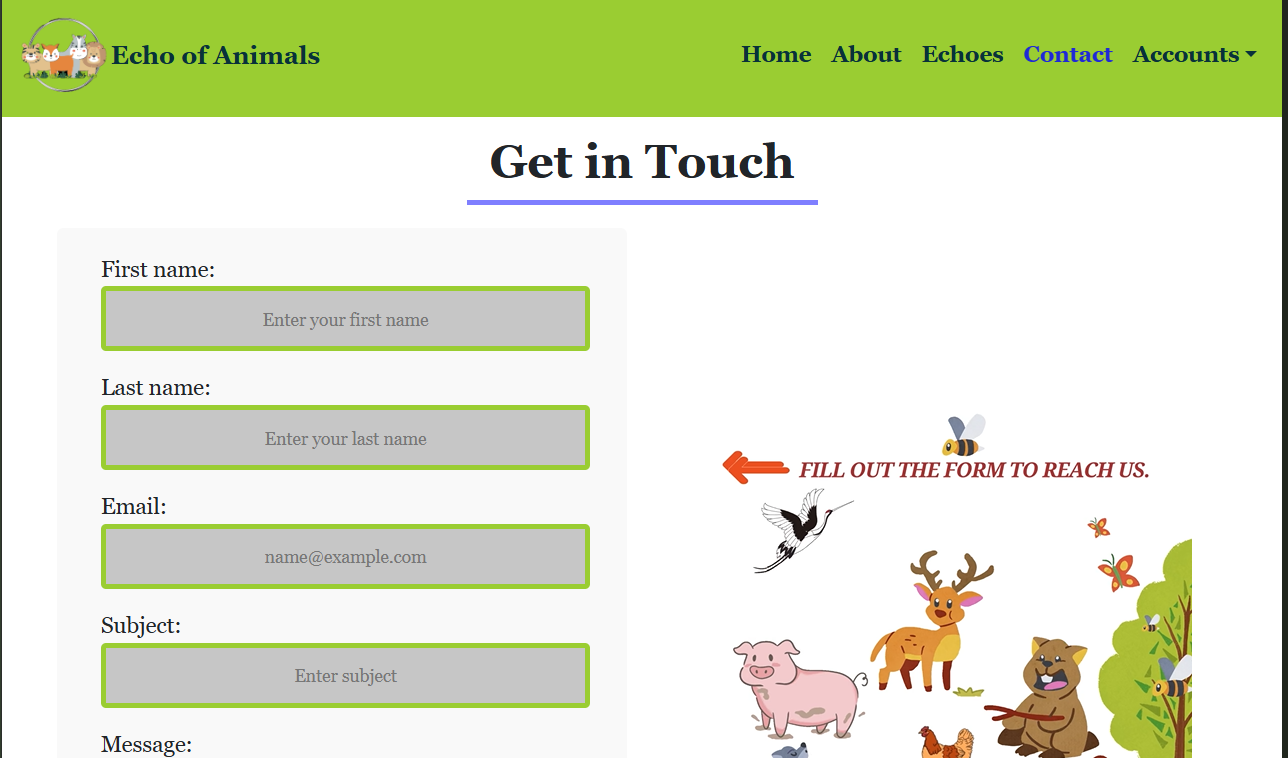 Echo of Animals
Home About Echoes Contact Accounts
Get in Touch
First name:
Enter your first name
Last name:
Enter your last name
Email:
name@example.com
Subject:
Enter subject
Message:
FILL OUT THE FORM TO REACH US.